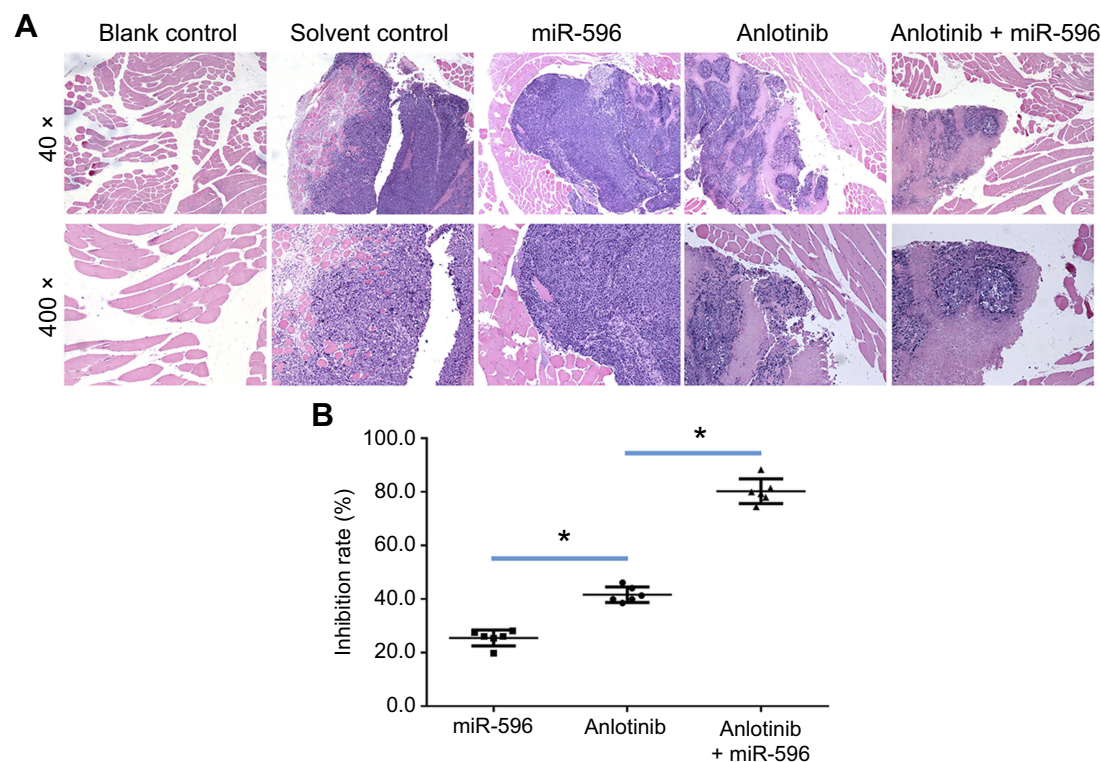 A
Blank control
Solvent control
miR-596
Anlotinib
Anlotinib + miR-596
40 ×
400 ×
B
Inhibition rate (%)
100.0
80.0
60.0
40.0
20.0
0.0
*
*
miR-596
Anlotinib
Anlotinib
+ miR-596